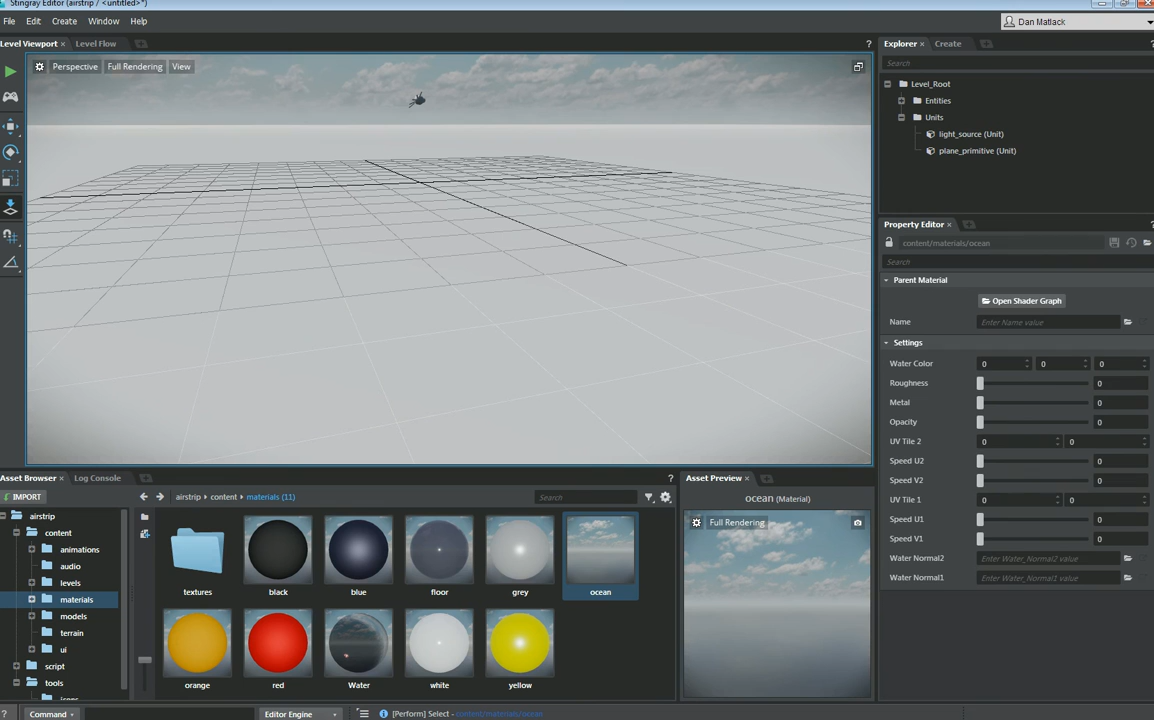 Stingray Editor (airstrip / <untitled>*)
File Edit Create Window Help
Dan Matlack
Level Viewport × Level Flow
?
Explorer × Create
?
Perspective Full Rendering View
Search
Level_Root
Entities
Units
light_source (Unit)
plane_primitive (Unit)
Property Editor ×
?
content/materials/ocean
Search
Parent Material
Open Shader Graph
Name Enter Name value
Settings
Water Color 0 0 0
Roughness 0
Metal 0
Opacity 0
UV Tile 2 0 0
Speed U2 0
Speed V2 0
UV Tile 1 0 0
Speed U1 0
Speed V1 0
Water Normal2 Enter Water_Normal2 value
Water Normal1 Enter Water_Normal1 value
Asset Browser × Log Console
?
IMPORT
airstrip content materials (11)
Search
airstrip
content
animations
audio
levels
materials
models
terrain
ui
script
tools
icons
textures black blue floor grey ocean
orange red Water white yellow
Asset Preview ×
ocean (Material)
Full Rendering
? Command
Editor Engine
[Perform] Select - content/materials/ocean